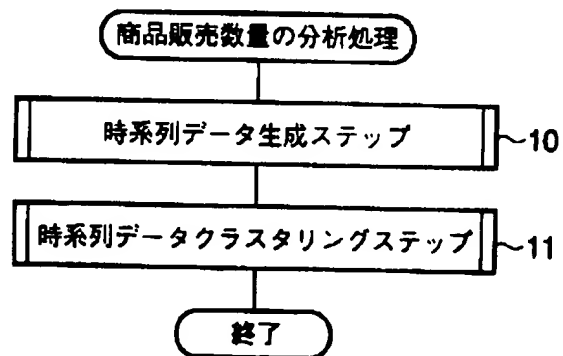 商品販売数量の分析処理
時系列データ生成ステップ
10
時系列データクラスタリングステップ
11
終了